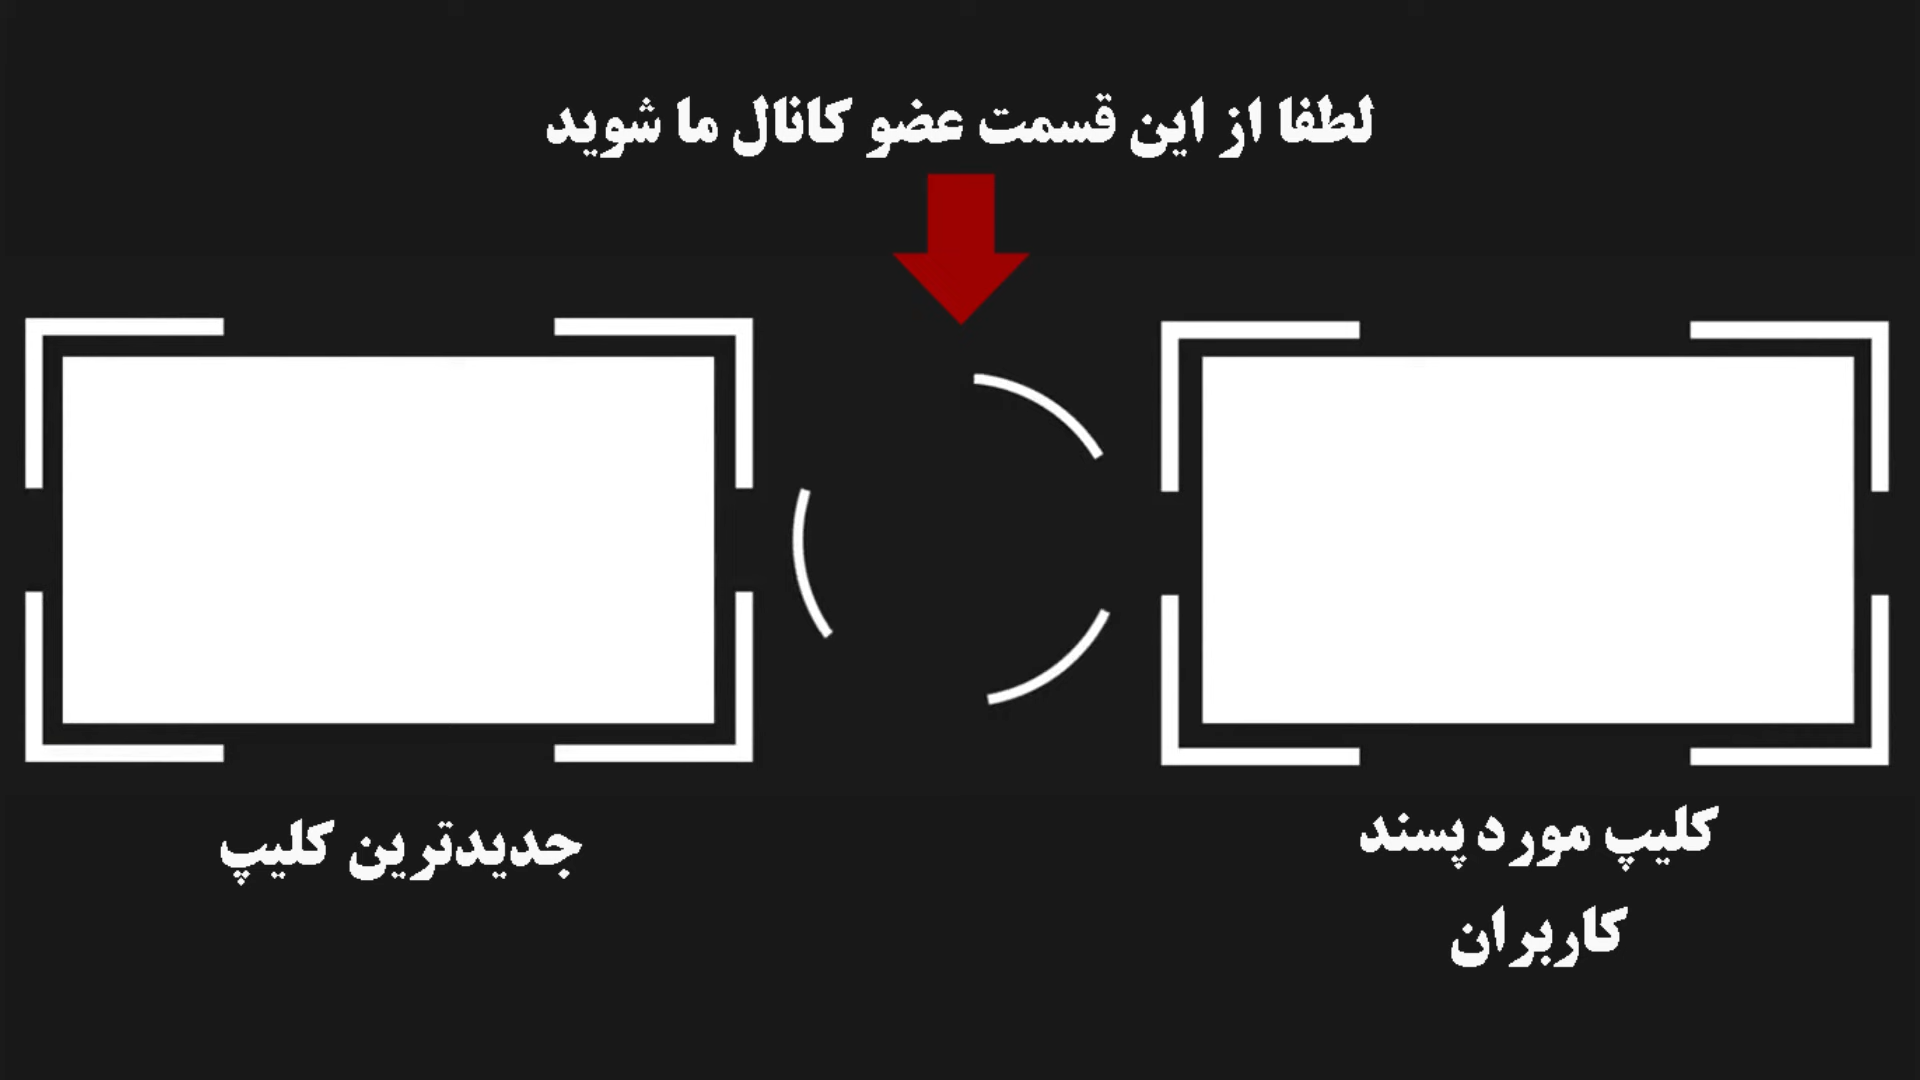 لطفا از این قسمت عضو کانال ما شوید
کلیپ مورد پسند
کاربران
جدیدترین کلیپ